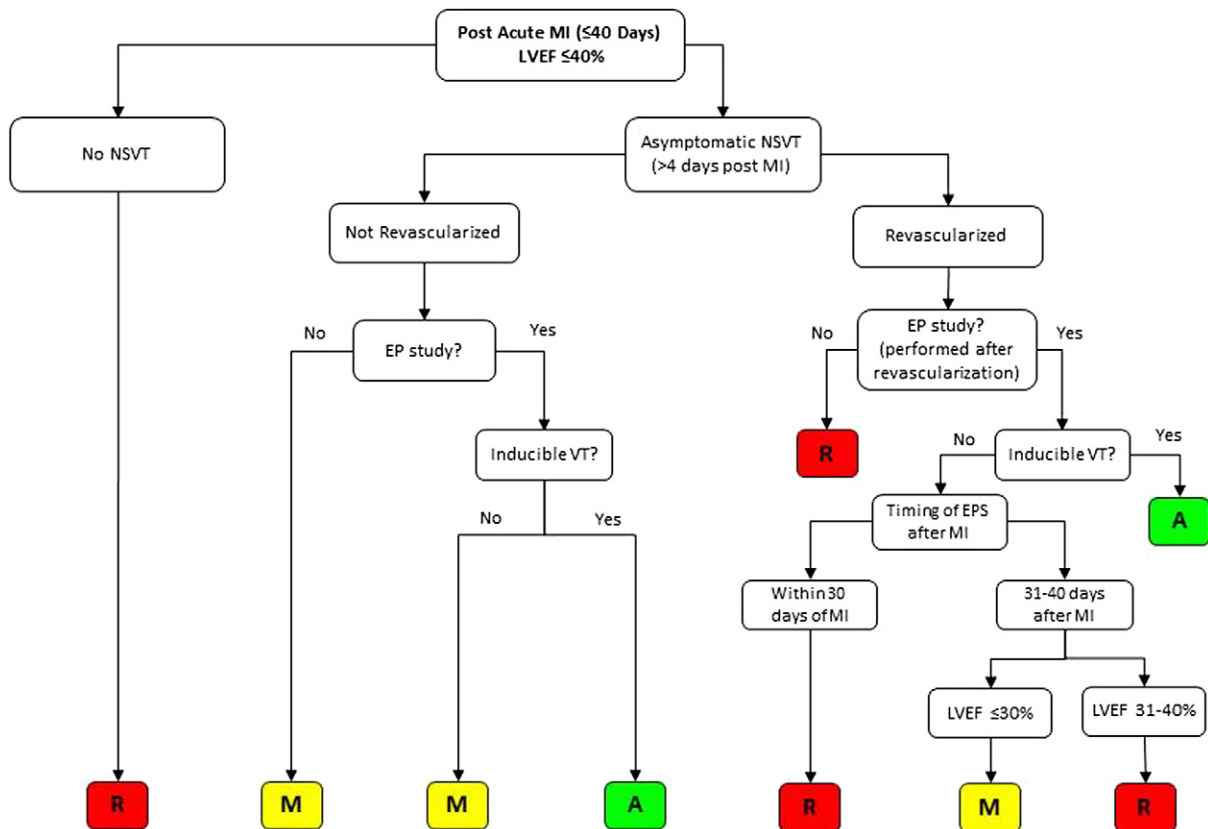 Post Acute MI (≤40 Days)
LVEF ≤40%
No NSVT
Asymptomatic NSVT
(>4 days post MI)
Not Revascularized
Revascularized
No
Yes
EP study?
No
Yes
EP study?
(performed after
revascularization)
Inducible VT?
No
Yes
R
No
Yes
Inducible VT?
A
Timing of EPS
after MI
Within 30
days of MI
31-40 days
after MI
LVEF ≤30%
LVEF 31-40%
R
M
M
A
R
M
R